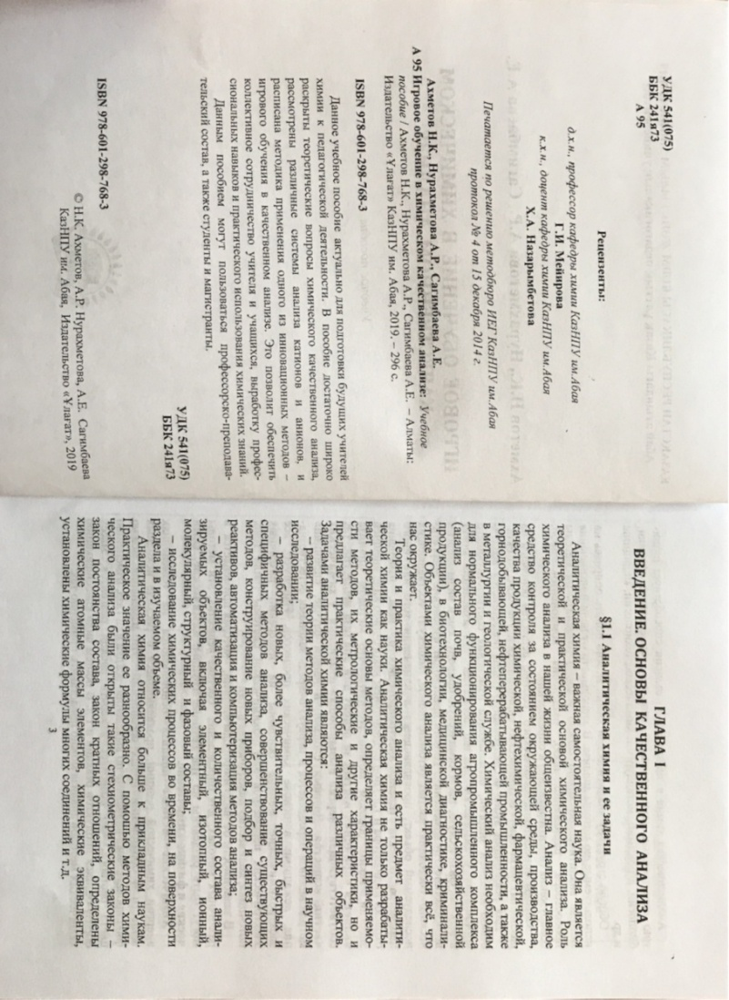 УДК 541(075)
ББК 241я73
А 95
Рецензенты:
д.х.н., профессор кафедры химии КазНПУ им.Абая
Г.И. Мейирова
к.х.н., доцент кафедры химии КазНПУ им.Абая
Х.А. Назарымбетова
Печатается по решению методбюро ИЕГ КазНПУ им.Абая
протокол № 4 от 15 декабря 2014 г.
Ахметов Н.К., Нурахметова А.Р., Сагимбаева А.Е.
А 95 Игровое обучение в химическом качественном анализе: Учебное
пособие / Ахметов Н.К., Нурахметова А.Р., Сагимбаева А.Е. – Алматы:
Издательство «Ұлағат» КазНПУ им. Абая, 2019. – 296 с.
ISBN 978-601-298-768-3
Данное учебное пособие актуально для подготовки будущих учителей
химии к педагогической деятельности. В пособие достаточно широко
раскрыты теоретические вопросы химического качественного анализа,
рассмотрены различные системы анализа катионов и анионов, и
расписана методика применения одного из инновационных методов –
игрового обучения в качественном анализе. Это позволит обеспечить
коллективное сотрудничество учителя и учащихся, выработку профес-
сиональных навыков и практического использования химических знаний.
Данным пособием могут пользоваться профессорско-преподава-
тельский состав, а также студенты и магистранты.
УДК 541(075)
ББК 241я73
ISBN 978-601-298-768-3
© Н.К. Ахметов, А.Р. Нурахметова, А.Е. Сагимбаева
КазНПУ им. Абая, Издательство «Ұлағат», 2019
ГЛАВА I
ВВЕДЕНИЕ. ОСНОВЫ КАЧЕСТВЕННОГО АНАЛИЗА
§1.1 Аналитическая химия и ее задачи
Аналитическая химия – важная самостоятельная наука. Она является
теоретической и практической основой химического анализа. Роль
химического анализа в нашей жизни общеизвестна. Анализ – главное
средство контроля за состоянием окружающей среды, производства,
качества продукции химической, нефтехимической, фармацевтической,
горнодобывающей, нефтеперерабатывающей промышленности, а также
в металлургии и геологической службе. Химический анализ необходим
для нормального функционирования агропромышленного комплекса
(анализ состав почв, удобрений, кормов, сельскохозяйственной
продукции), в биотехнологии, медицинской диагностике, криминали-
стике. Объектами химического анализа является практически всё, что
нас окружает.
Теория и практика химического анализа и есть предмет аналити-
ческой химии как науки. Аналитическая химия не только разрабаты-
вает теоретические основы методов, определяет границы применяемо-
сти методов, их метрологические и другие характеристики, но и
предлагает практические способы анализа различных объектов.
Задачами аналитической химии являются:
– развитие теории методов анализа, процессов и операций в научном
исследовании;
– разработка новых, более чувствительных, точных, быстрых и
специфичных методов анализа, совершенствование существующих
методов, конструирование новых приборов, подбор и синтез новых
реактивов, автоматизация и компьютеризация методов анализа;
– установление качественного и количественного состава анали-
зируемых объектов, включая элементный, изотопный, ионный,
молекулярный, структурный и фазовый составы;
– исследование химических процессов во времени, на поверхности
раздела и в изучаемом объеме.
Аналитическая химия относится больше к прикладным наукам.
Практическое значение ее разнообразно. С помощью методов хими-
ческого анализа были открыты такие стехиометрические законы –
закон постоянства состава, закон кратных отношений, определены
химические атомные массы элементов, химические эквиваленты,
установлены химические формулы многих соединений и т.д.
3